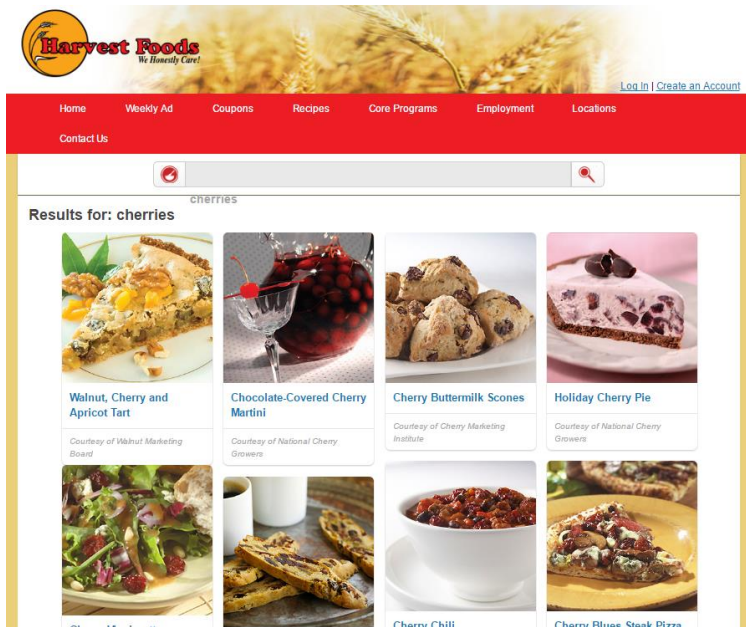 Harvest Foods
We Honestly Care!
Log In | Create an Account
Home Weekly Ad Coupons Recipes Core Programs Employment Locations
Contact Us
cherries
Results for: cherries
Walnut, Cherry and
Apricot Tart
Courtesy of Walnut Marketing
Board
Chocolate-Covered Cherry
Martini
Courtesy of National Cherry
Growers
Cherry Buttermilk Scones
Courtesy of Cherry Marketing
Institute
Holiday Cherry Pie
Courtesy of National Cherry
Growers
Cherry Chili
Cherry Blues Steak Pizza